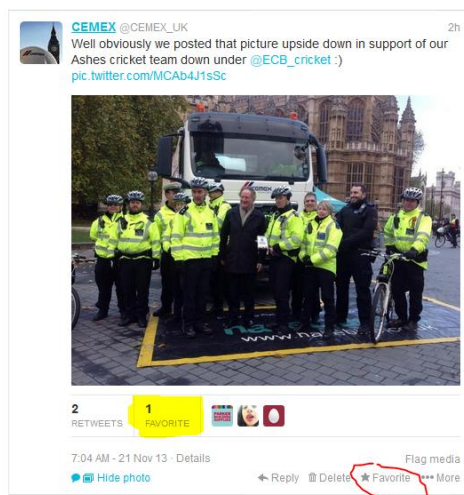 CEMEX @CEMEX_UK 2h
Well obviously we posted that picture upside down in support of our
Ashes cricket team down under @ECB_cricket :)
pic.twitter.com/MCAb4J1sSc
CEMEX
2 1
RETWEETS FAVORITE
7:04 AM - 21 Nov 13 · Details Flag media
Hide photo Reply Delete Favorite More